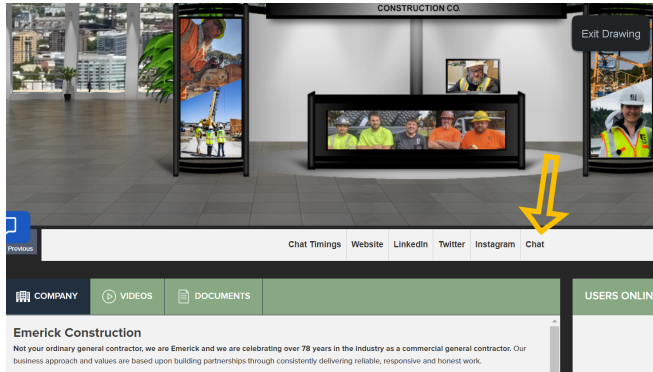 CONSTRUCTION CO.
Exit Drawing
Previous
Chat Timings Website LinkedIn Twitter Instagram Chat
COMPANY VIDEOS DOCUMENTS USERS ONLIN
Emerick Construction
Not your ordinary general contractor, we are Emerick and we are celebrating over 78 years in the industry as a commercial general contractor. Our
business approach and values are based upon building partnerships through consistently delivering reliable, responsive and honest work.